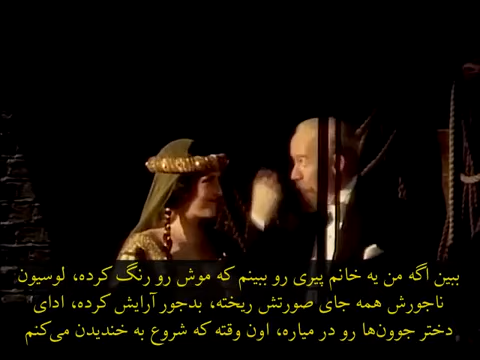 ببین اگه من یه خانم پیری رو ببینم که موش رو رنگ کرده، لوسیون
ناجورش همه جای صورتش ریخته، بدجور آرایش کرده، ادای
دختر جوون‌ها رو در میاره، اون وقته که شروع به خندیدن می‌کنم